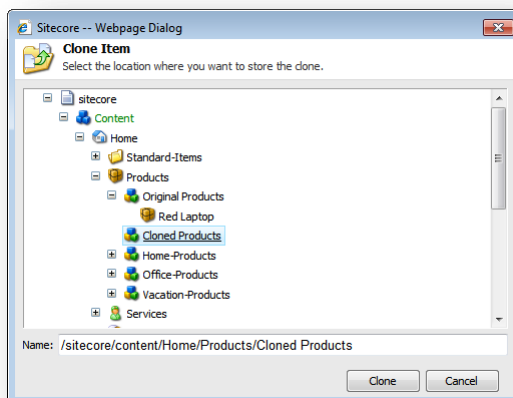 Sitecore -- Webpage Dialog
Clone Item
Select the location where you want to store the clone.
sitecore
Content
Home
Standard-Items
Products
Original Products
Red Laptop
Cloned Products
Home-Products
Office-Products
Vacation-Products
Services
Name: /sitecore/content/Home/Products/Cloned Products
Clone Cancel